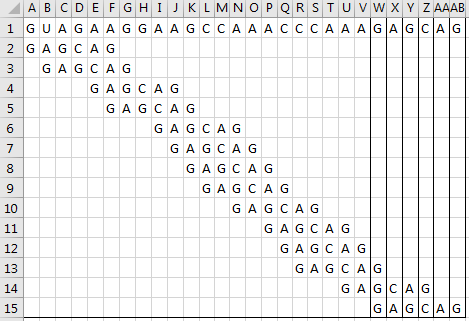 A B C D E F G H I J K L M N O P Q R S T U V W X Y Z AA AB
1 G U A G A A G G A A G C C A A A C C C A A A G A G C A G
2 G A G C A G
3 G A G C A G
4 G A G C A G
5 G A G C A G
6 G A G C A G
7 G A G C A G
8 G A G C A G
9 G A G C A G
10 G A G C A G
11 G A G C A G
12 G A G C A G
13 G A G C A G
14 G A G C A G
15 G A G C A G